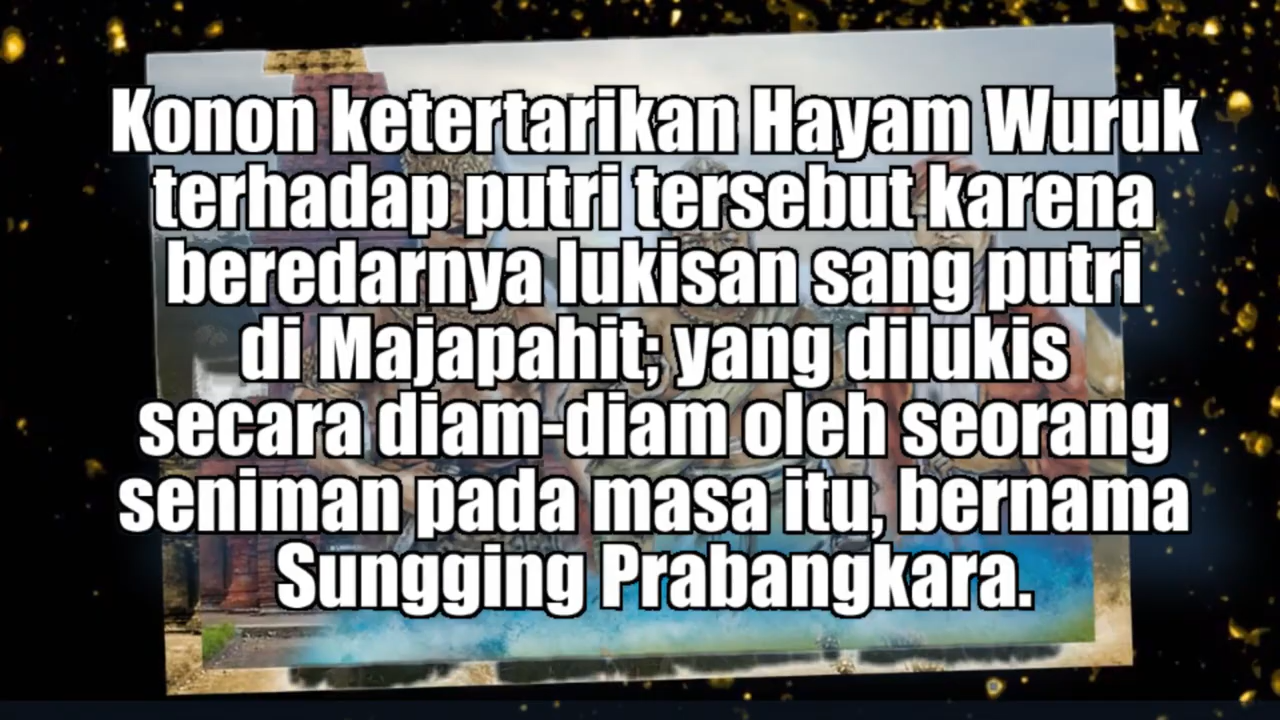 Konon ketertarikan Hayam Wuruk
terhadap putri tersebut karena
beredarnya lukisan sang putri
di Majapahit; yang dilukis
secara diam-diam oleh seorang
seniman pada masa itu, bernama
Sungging Prabangkara.